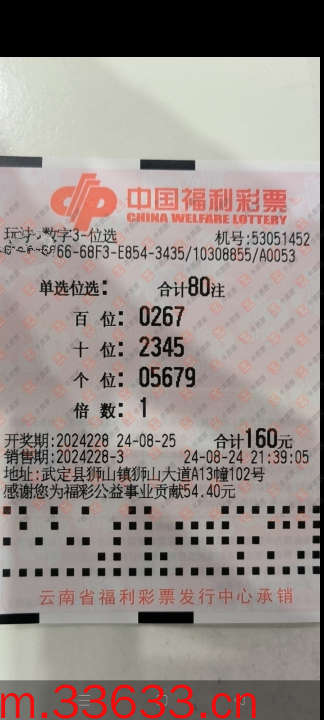 中国福利彩票
CHINA WELFARE LOTTERY
玩法:数字3-位选 机号:53051452
66-68F3-E854-3435/10308855/A0053
单选位选: 合计80注
百 位: 0267
十 位: 2345
个 位: 05679
倍 数: 1
开奖期:2024228 24-08-25 合计160元
销售期:2024228-3 24-08-24 21:39:05
地址:武定县狮山镇狮山大道A13幢102号
感谢您为福彩公益事业贡献54.40元
云南省福利彩票发行中心承销
m.33633.cn